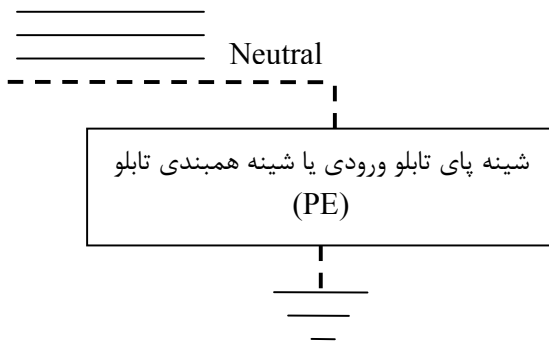 Neutral
شینه پای تابلو ورودی یا شینه همبندی تابلو
(PE)